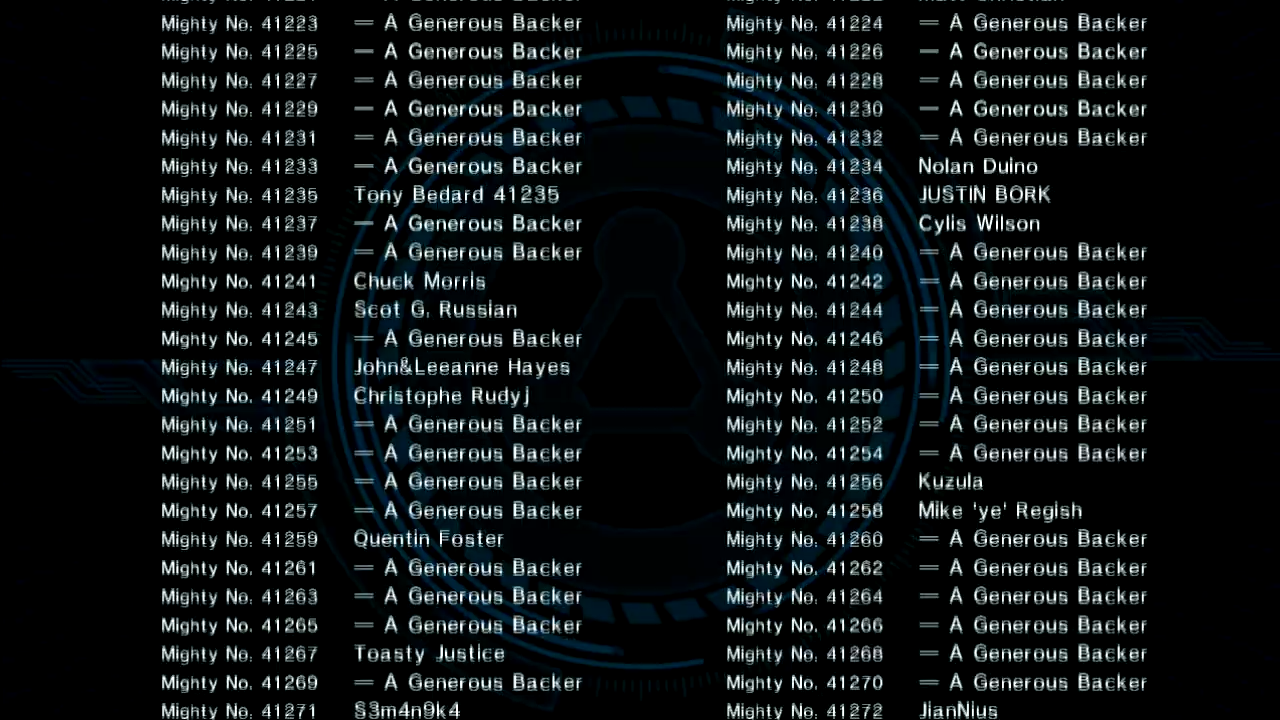 Mighty No. 41223 — A Generous Backer Mighty No. 41224 — A Generous Backer
Mighty No. 41225 — A Generous Backer Mighty No. 41226 — A Generous Backer
Mighty No. 41227 — A Generous Backer Mighty No. 41228 — A Generous Backer
Mighty No. 41229 — A Generous Backer Mighty No. 41230 — A Generous Backer
Mighty No. 41231 — A Generous Backer Mighty No. 41232 — A Generous Backer
Mighty No. 41233 — A Generous Backer Mighty No. 41234 Nolan Duino
Mighty No. 41235 Tony Bedard 41235 Mighty No. 41236 JUSTIN BORK
Mighty No. 41237 — A Generous Backer Mighty No. 41238 Cylis Wilson
Mighty No. 41239 — A Generous Backer Mighty No. 41240 — A Generous Backer
Mighty No. 41241 Chuck Morris Mighty No. 41242 — A Generous Backer
Mighty No. 41243 Scot G. Russian Mighty No. 41244 — A Generous Backer
Mighty No. 41245 — A Generous Backer Mighty No. 41246 — A Generous Backer
Mighty No. 41247 John&Leeanne Hayes Mighty No. 41248 — A Generous Backer
Mighty No. 41249 Christophe Rudyj Mighty No. 41250 — A Generous Backer
Mighty No. 41251 — A Generous Backer Mighty No. 41252 — A Generous Backer
Mighty No. 41253 — A Generous Backer Mighty No. 41254 — A Generous Backer
Mighty No. 41255 — A Generous Backer Mighty No. 41256 Kuzula
Mighty No. 41257 — A Generous Backer Mighty No. 41258 Mike 'ye' Regish
Mighty No. 41259 Quentin Foster Mighty No. 41260 — A Generous Backer
Mighty No. 41261 — A Generous Backer Mighty No. 41262 — A Generous Backer
Mighty No. 41263 — A Generous Backer Mighty No. 41264 — A Generous Backer
Mighty No. 41265 — A Generous Backer Mighty No. 41266 — A Generous Backer
Mighty No. 41267 Toasty Justice Mighty No. 41268 — A Generous Backer
Mighty No. 41269 — A Generous Backer Mighty No. 41270 — A Generous Backer
Mighty No. 41271 S3m4n9k4 Mighty No. 41272 JianNius